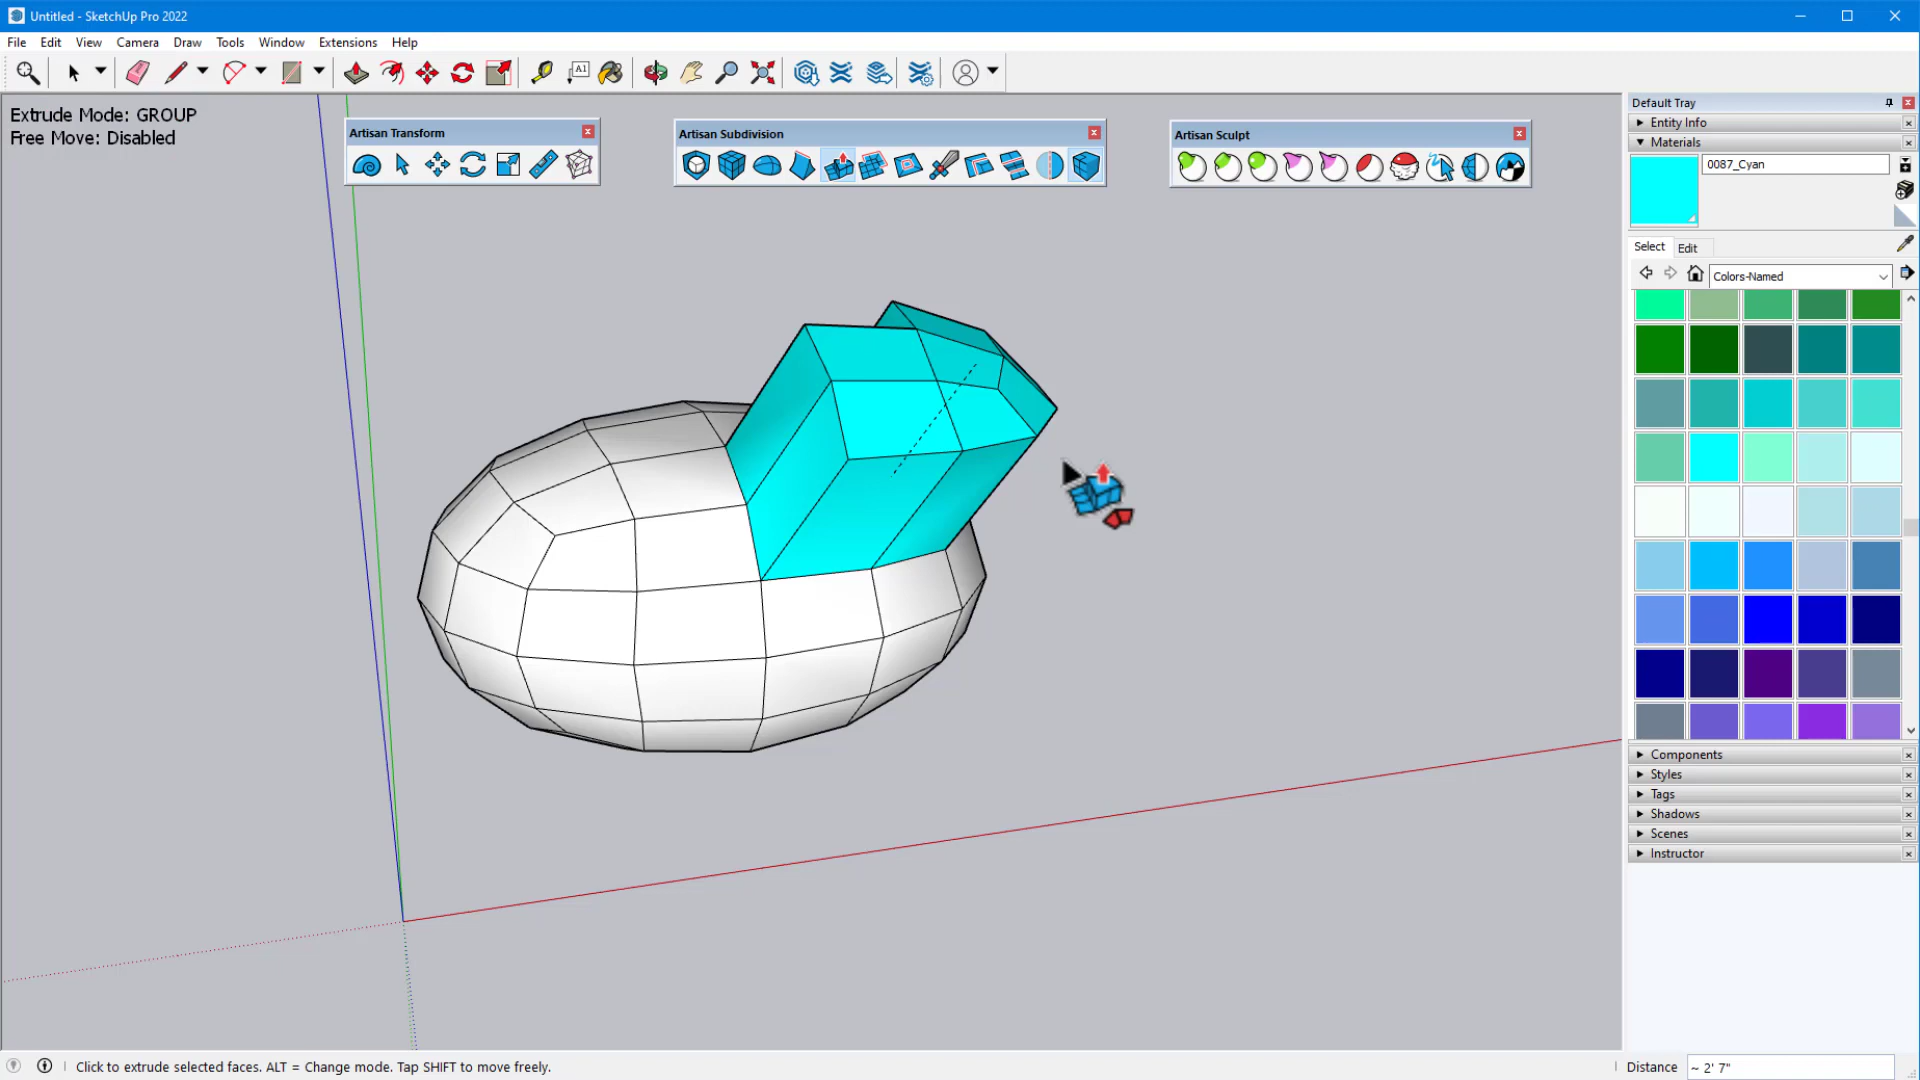 Untitled - SketchUp Pro 2022
File Edit View Camera Draw Tools Window Extensions Help
A1
Extrude Mode: GROUP
Free Move: Disabled
Artisan Transform
Artisan Subdivision
Artisan Sculpt
Default Tray
Entity Info
Materials
0087_Cyan
Select Edit
Colors-Named
Components
Styles
Tags
Shadows
Scenes
Instructor
Click to extrude selected faces. ALT = Change mode. Tap SHIFT to move freely.
Distance ~ 2' 7"